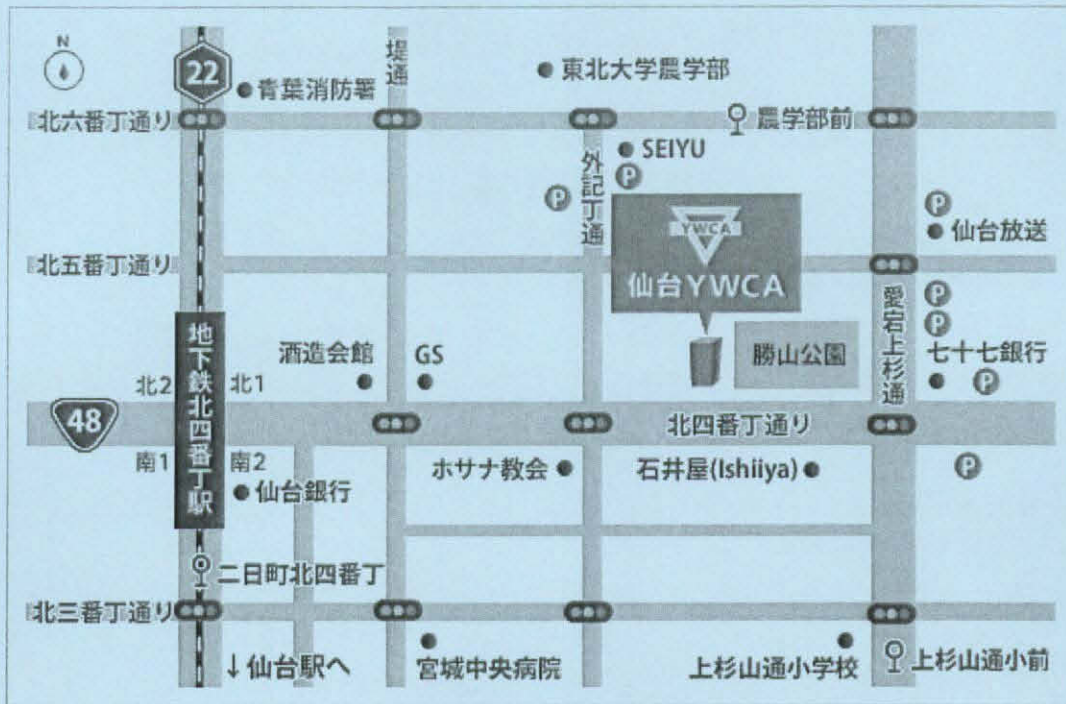 N
22
青葉消防署
堤通
東北大学農学部
北六番丁通り
農学部前
SEIYU
P
外記丁通
P
YWCA
仙台YWCA
P
仙台放送
北五番丁通り
愛宕上杉通
P
P
七十七銀行
P
地下鉄北四番丁駅
酒造会館
GS
勝山公園
北2
北1
48
北四番丁通り
南1
南2
仙台銀行
ホサナ教会
石井屋(Ishiiya)
P
二日町北四番丁
北三番丁通り
↓仙台駅へ
宮城中央病院
上杉山通小学校
上杉山通小前